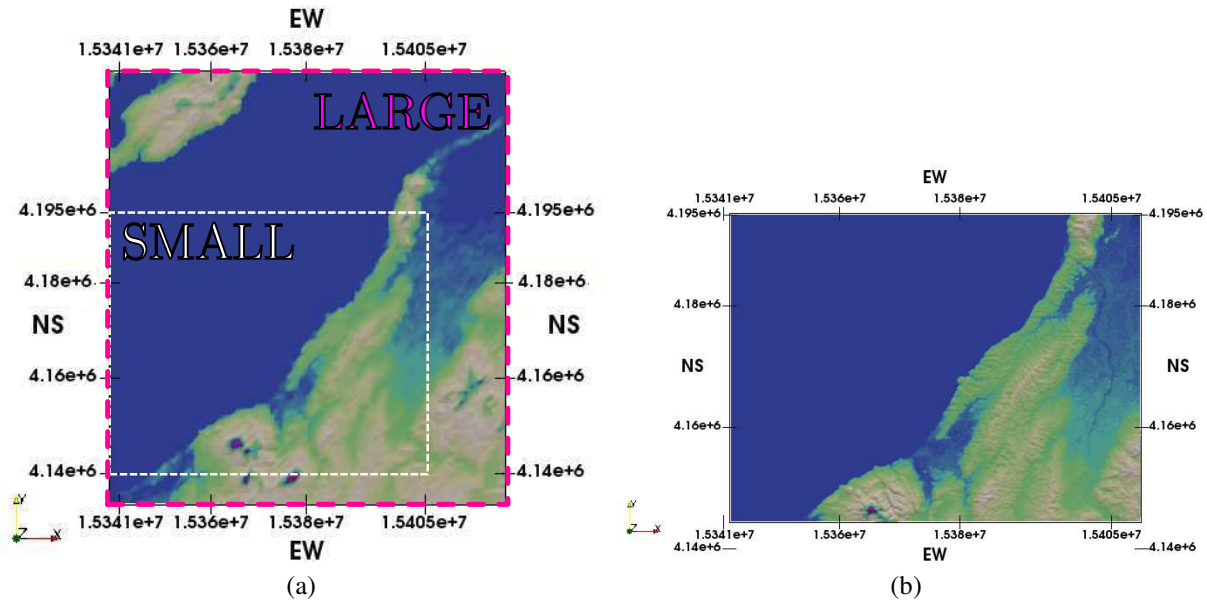 EW
1.5341e+7 1.536e+7 1.538e+7 1.5405e+7
LARGE
4.195e+6 4.195e+6
SMALL
4.18e+6 4.18e+6
NS NS
4.16e+6 4.16e+6
4.14e+6 4.14e+6
Y
Z X
1.5341e+7 1.536e+7 1.538e+7 1.5405e+7
EW
(a)
EW
1.5341e+7 1.536e+7 1.538e+7 1.5405e+7
4.195e+6 4.195e+6
4.18e+6 4.18e+6
NS NS
4.16e+6 4.16e+6
Y
Z X
1.5341e+7 1.536e+7 1.538e+7 1.5405e+7
4.14e+6 4.14e+6
EW
(b)